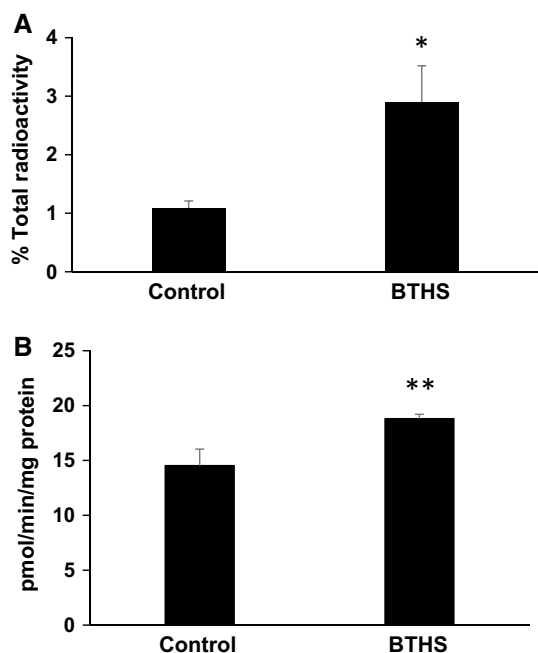 A
% Total radioactivity
4
3
2
1
0
*
Control BTHS
B
pmol/min/mg protein
25
20
15
10
5
0
**
Control BTHS